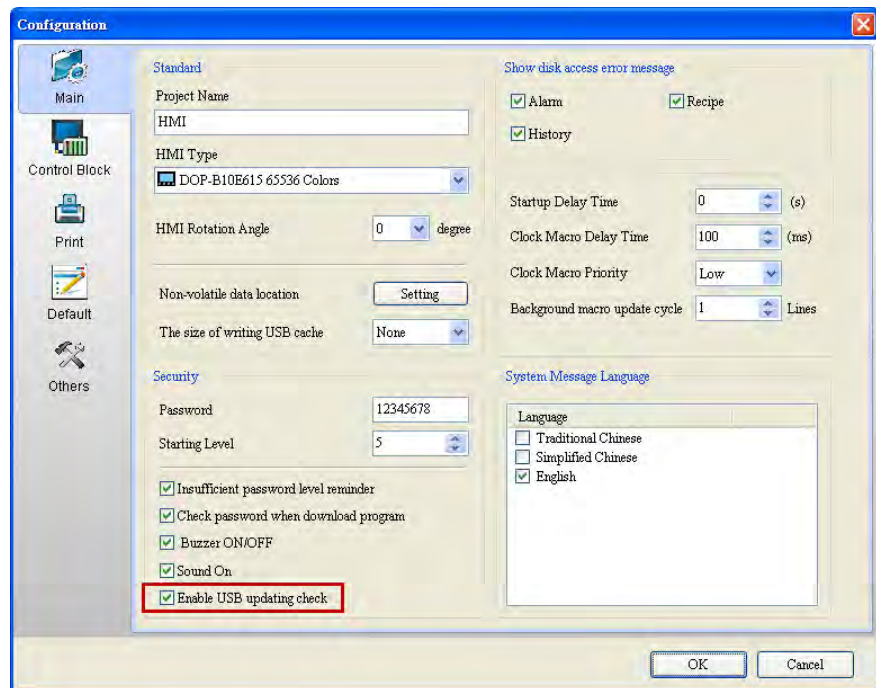 Configuration
Main
Control Block
Print
Default
Others
Standard
Project Name
HMI
HMI Type
DOP-B10E615 65536 Colors
HMI Rotation Angle 0 degree
Non-volatile data location Setting
The size of writing USB cache None
Security
Password 12345678
Starting Level 5
Insufficient password level reminder
Check password when download program
Buzzer ON/OFF
Sound On
Enable USB updating check
Show disk access error message
Alarm Recipe
History
Startup Delay Time 0 (s)
Clock Macro Delay Time 100 (ms)
Clock Macro Priority Low
Background macro update cycle 1 Lines
System Message Language
Language
Traditional Chinese
Simplified Chinese
English
OK Cancel